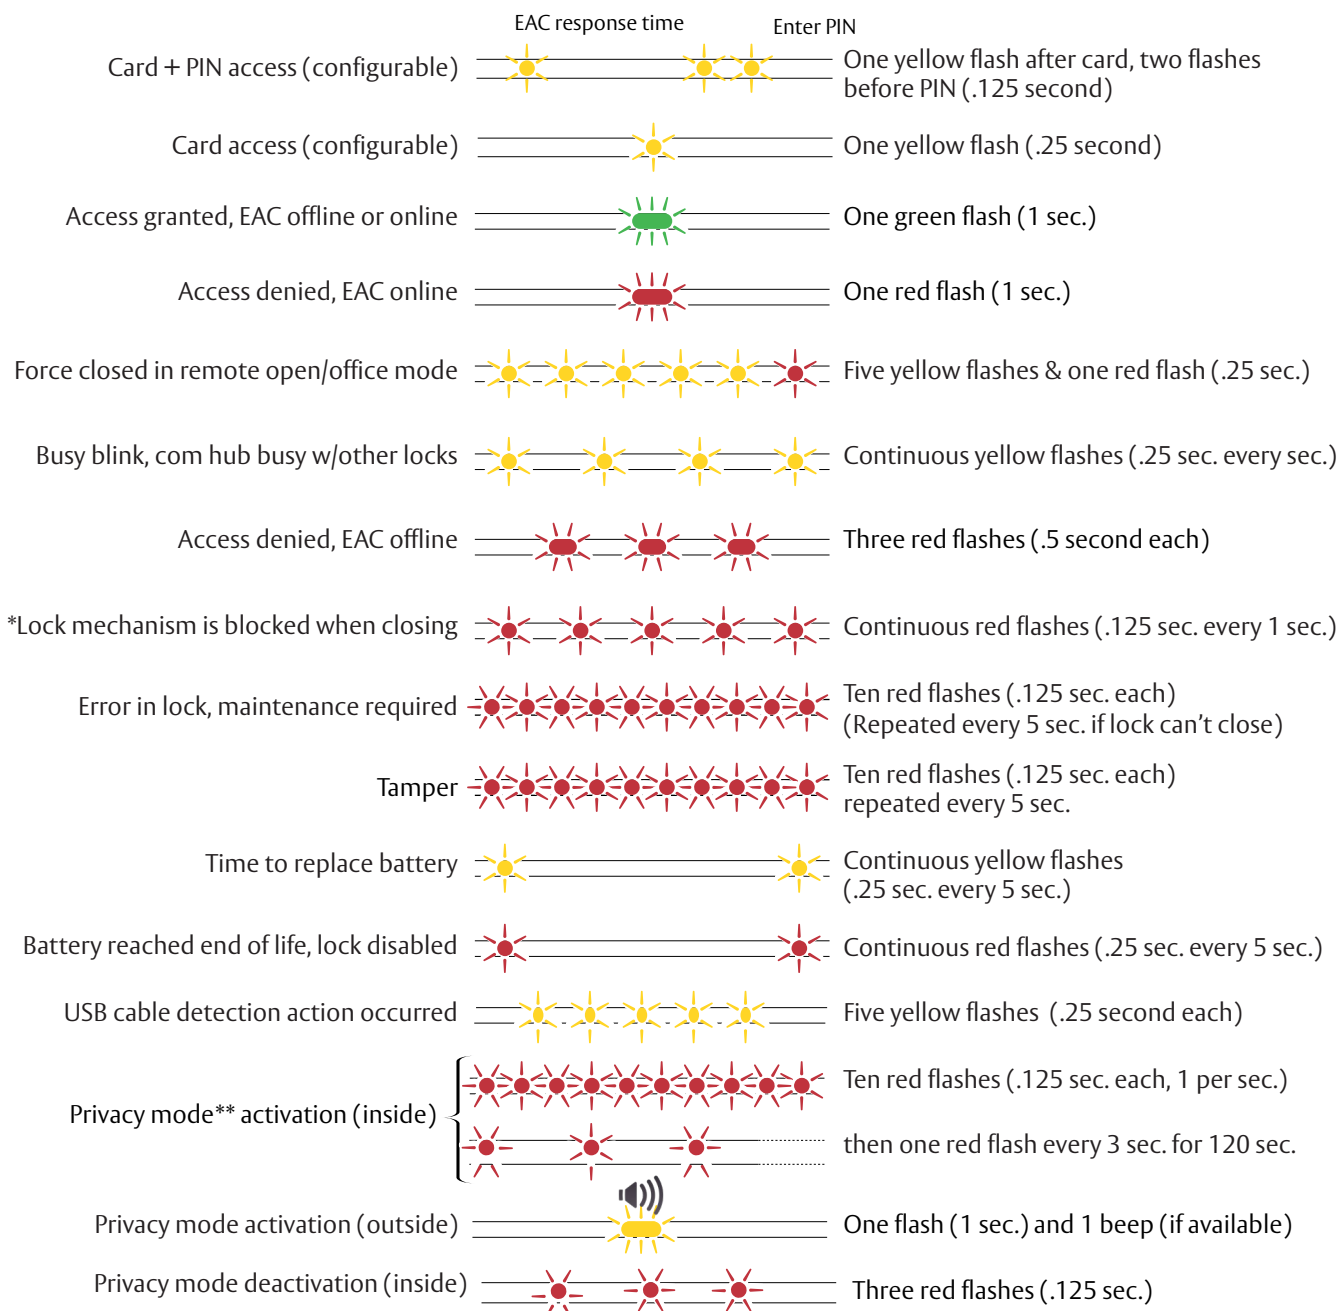 EAC response time
Enter PIN
Card + PIN access (configurable)
One yellow flash after card, two flashes
before PIN (.125 second)
Card access (configurable)
One yellow flash (.25 second)
Access granted, EAC offline or online
One green flash (1 sec.)
Access denied, EAC online
One red flash (1 sec.)
Force closed in remote open/office mode
Five yellow flashes & one red flash (.25 sec.)
Busy blink, com hub busy w/other locks
Continuous yellow flashes (.25 sec. every sec.)
Access denied, EAC offline
Three red flashes (.5 second each)
*Lock mechanism is blocked when closing
Continuous red flashes (.125 sec. every 1 sec.)
Error in lock, maintenance required
Ten red flashes (.125 sec. each)
(Repeated every 5 sec. if lock can’t close)
Tamper
Ten red flashes (.125 sec. each)
repeated every 5 sec.
Time to replace battery
Continuous yellow flashes
(.25 sec. every 5 sec.)
Battery reached end of life, lock disabled
Continuous red flashes (.25 sec. every 5 sec.)
USB cable detection action occurred
Five yellow flashes (.25 second each)
Privacy mode** activation (inside)
Ten red flashes (.125 sec. each, 1 per sec.)
then one red flash every 3 sec. for 120 sec.
Privacy mode activation (outside)
One flash (1 sec.) and 1 beep (if available)
Privacy mode deactivation (inside)
Three red flashes (.125 sec.)